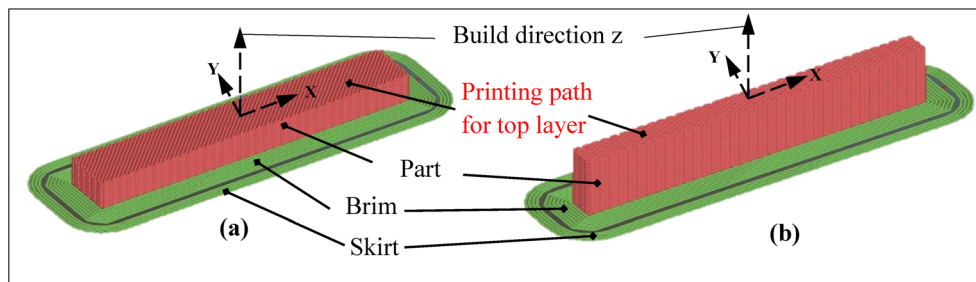 Build direction z
Y
X
Y
X
Printing path
for top layer
Part
Brim
Skirt
(a)
(b)